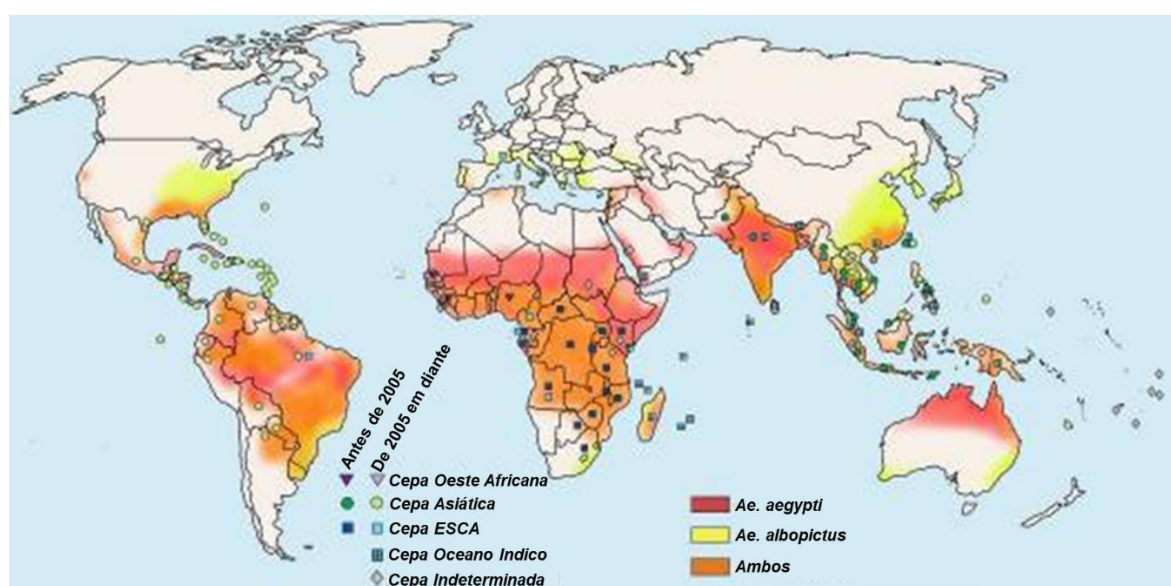 Antes de 2005
De 2005 em diante
Cepa Oeste Africana
Cepa Asiática
Cepa ESCA
Cepa Oceano Indico
Cepa Indeterminada
Ae. aegypti
Ae. albopictus
Ambos